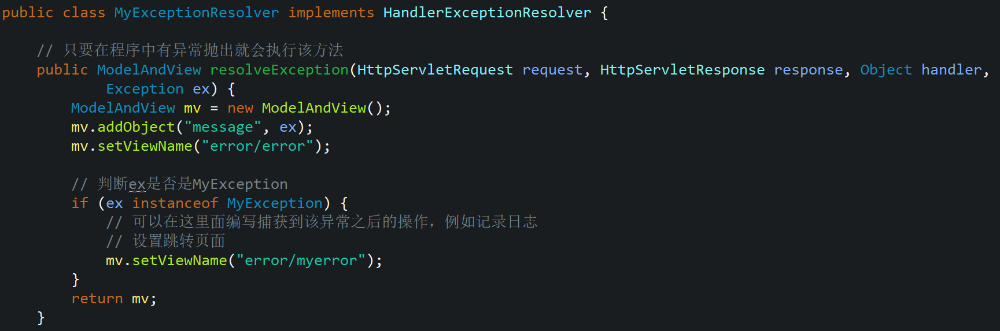 public class MyExceptionResolver implements HandlerExceptionResolver {
// 只要在程序中有异常抛出就会执行该方法
public ModelAndView resolveException(HttpServletRequest request, HttpServletResponse response, Object handler,
Exception ex) {
ModelAndView mv = new ModelAndView();
mv.addObject("message", ex);
mv.setViewName("error/error");
// 判断ex是否是MyException
if (ex instanceof MyException) {
// 可以在这里面编写捕获到该异常之后的操作，例如记录日志
// 设置跳转页面
mv.setViewName("error/myerror");
}
return mv;
}